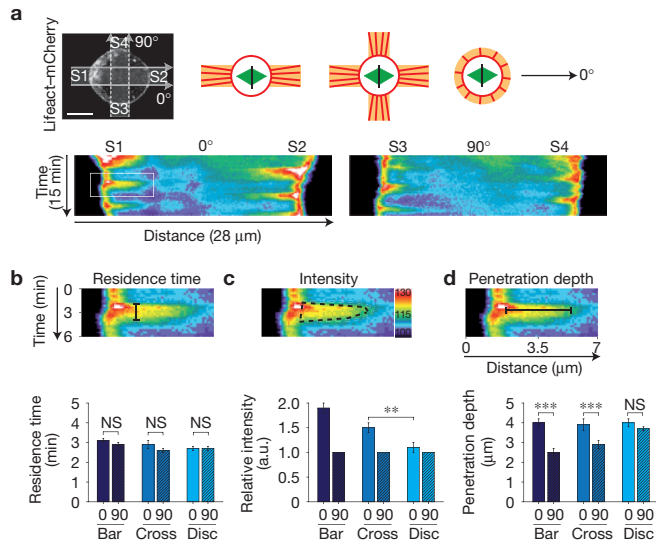 a
Lifeact–mCherry
S4 90°
S1 S2
S3 0°
0°
S1 0° S2 S3 90° S4
Time
(15 min)
Distance (28 μm)
b Residence time c Intensity d Penetration depth
Time (min)
0
3
6
130
115
100
0 3.5 7
Distance (μm)
Residence time
(min)
5
4
3
2
1
0
NS NS NS
0 90 0 90 0 90
Bar Cross Disc
Relative intensity
(a.u.)
2.0
1.5
1.0
0.5
0
**
0 90 0 90 0 90
Bar Cross Disc
Penetration depth
(μm)
5
4
3
2
1
0
*** *** NS
0 90 0 90 0 90
Bar Cross Disc